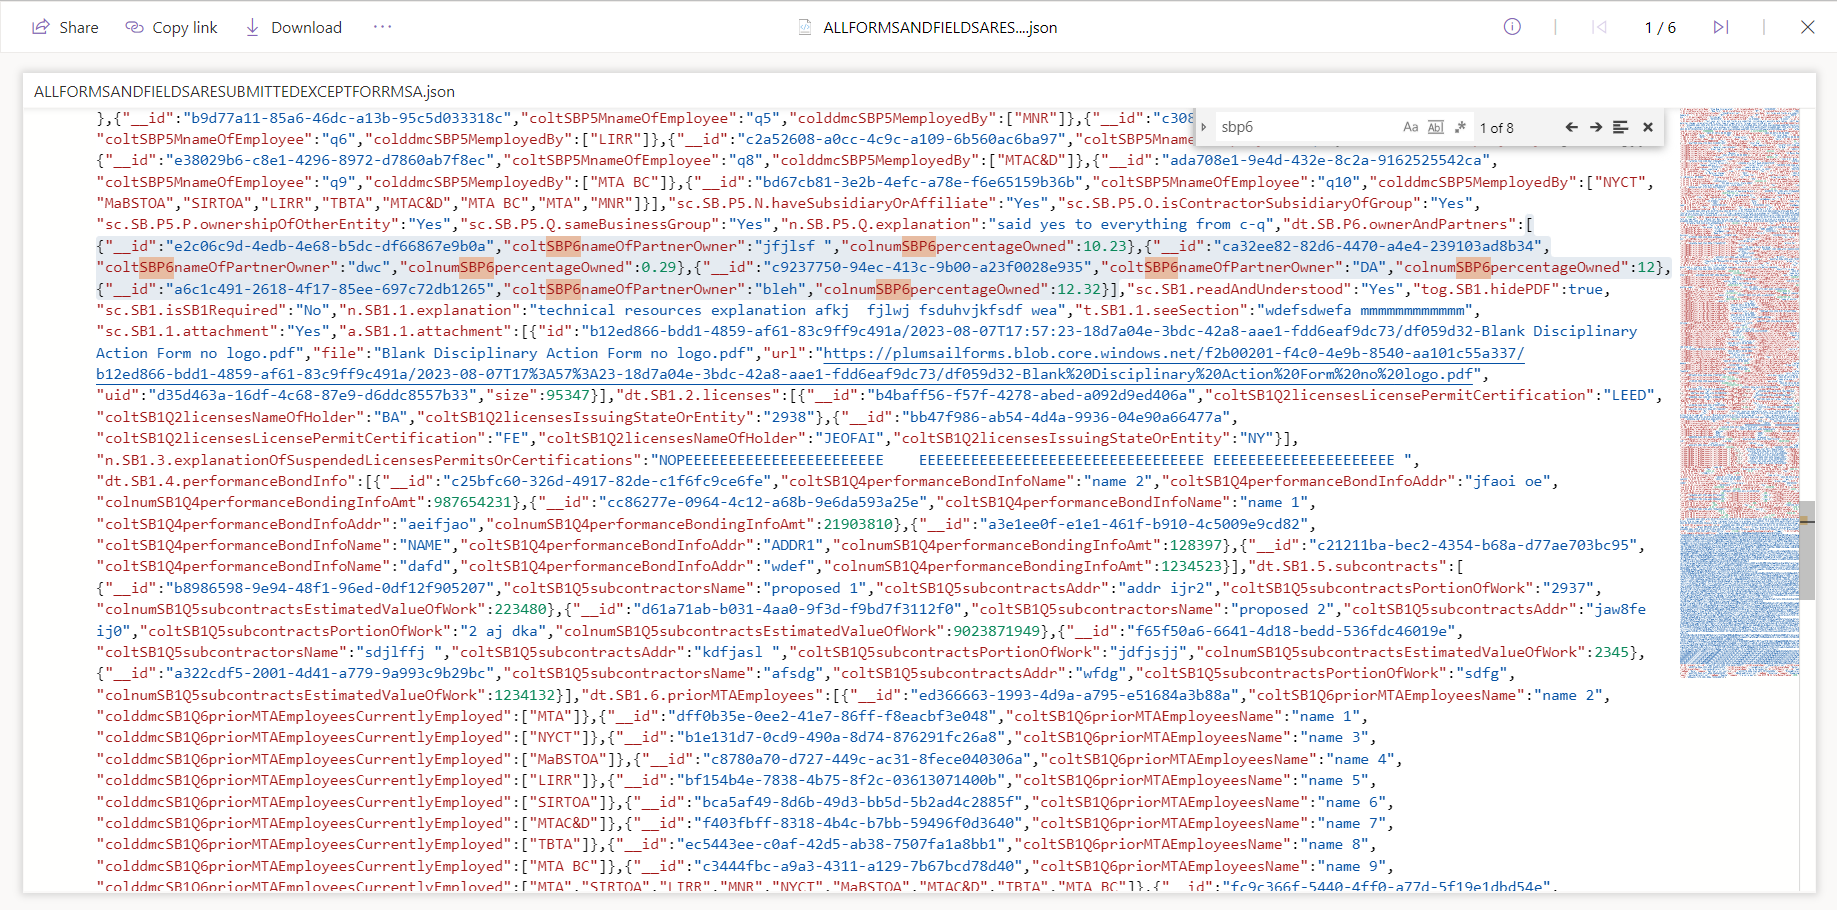 Share Copy link Download ··· ALLFORMSANDFIELDSARES....json 1 / 6
ALLFORMSANDFIELDSARESUBMITTEDEXCEPTFORRMSA.json
sbp6 Aa Ab| .* 1 of 8
},{"__id":"b9d77a11-85a6-46dc-a13b-95c5d033318c","coltSBP5MnameOfEmployee":"q5","colddmcSBP5MemployedBy":["MNR"]},{"__id":"c308
"coltSBP5MnameOfEmployee":"q6","colddmcSBP5MemployedBy":["LIRR"]},{"__id":"c2a52608-a0cc-4c9c-a109-6b560ac6ba97","coltSBP5Mnam
{"__id":"e38029b6-c8e1-4296-8972-d7860ab7f8ec","coltSBP5MnameOfEmployee":"q8","colddmcSBP5MemployedBy":["MTAC&D"]},{"__id":"ada708e1-9e4d-432e-8c2a-9162525542ca",
"coltSBP5MnameOfEmployee":"q9","colddmcSBP5MemployedBy":["MTA BC"]},{"__id":"bd67cb81-3e2b-4efc-a78e-f6e65159b36b","coltSBP5MnameOfEmployee":"q10","colddmcSBP5MemployedBy":["NYCT",
"MaBSTOA","SIRTOA","LIRR","TBTA","MTAC&D","MTA BC","MTA","MNR"]}],"sc.SB.P5.N.haveSubsidiaryOrAffiliate":"Yes","sc.SB.P5.O.isContractorSubsidiaryOfGroup":"Yes",
"sc.SB.P5.P.ownershipOfOtherEntity":"Yes","sc.SB.P5.Q.sameBusinessGroup":"Yes","n.SB.P5.Q.explanation":"said yes to everything from c-q","dt.SB.P6.ownerAndPartners":[
{"__id":"e2c06c9d-4edb-4e68-b5dc-df66867e9b0a","coltSBP6nameOfPartnerOwner":"jfjlsf ","colnumSBP6percentageOwned":10.23},{"__id":"ca32ee82-82d6-4470-a4e4-239103ad8b34",
"coltSBP6nameOfPartnerOwner":"dwc","colnumSBP6percentageOwned":0.29},{"__id":"c9237750-94ec-413c-9b00-a23f0028e935","coltSBP6nameOfPartnerOwner":"DA","colnumSBP6percentageOwned":12},
{"__id":"a6c1c491-2618-4f17-85ee-697c72db1265","coltSBP6nameOfPartnerOwner":"bleh","colnumSBP6percentageOwned":12.32}],"sc.SB1.readAndUnderstood":"Yes","tog.SB1.hidePDF":true,
"sc.SB1.isSB1Required":"No","n.SB1.1.explanation":"technical resources explanation afkj  fjlwj fsduhvjkfsdf wea","t.SB1.1.seeSection":"wdefsdwefa mmmmmmmmmmmm",
"sc.SB1.1.attachment":"Yes","a.SB1.1.attachment":[{"id":"b12ed866-bdd1-4859-af61-83c9ff9c491a/2023-08-07T17:57:23-18d7a04e-3bdc-42a8-aae1-fdd6eaf9dc73/df059d32-Blank Disciplinary
Action Form no logo.pdf","file":"Blank Disciplinary Action Form no logo.pdf","url":"https://plumsailforms.blob.core.windows.net/f2b00201-f4c0-4e9b-8540-aa101c55a337/
b12ed866-bdd1-4859-af61-83c9ff9c491a/2023-08-07T17%3A57%3A23-18d7a04e-3bdc-42a8-aae1-fdd6eaf9dc73/df059d32-Blank%20Disciplinary%20Action%20Form%20no%20logo.pdf",
"uid":"d35d463a-16df-4c68-87e9-d6ddc8557b33","size":95347}],"dt.SB1.2.licenses":[{"__id":"b4baff56-f57f-4278-abed-a092d9ed406a","coltSB1Q2licensesLicensePermitCertification":"LEED",
"coltSB1Q2licensesNameOfHolder":"BA","coltSB1Q2licensesIssuingStateOrEntity":"2938"},{"__id":"bb47f986-ab54-4d4a-9936-04e90a66477a",
"coltSB1Q2licensesLicensePermitCertification":"FE","coltSB1Q2licensesNameOfHolder":"JEOFAI","coltSB1Q2licensesIssuingStateOrEntity":"NY"}],
"n.SB1.3.explanationOfSuspendedLicensesPermitsOrCertifications":"NOPEEEEEEEEEEEEEEEEEEEEEEE    EEEEEEEEEEEEEEEEEEEEEEEEEEEEEEEEE EEEEEEEEEEEEEEEEEEEEE ",
"dt.SB1.4.performanceBondInfo":[{"__id":"c25bfc60-326d-4917-82de-c1f6fc9ce6fe","coltSB1Q4performanceBondInfoName":"name 2","coltSB1Q4performanceBondInfoAddr":"jfaoi oe",
"colnumSB1Q4performanceBondingInfoAmt":987654231},{"__id":"cc86277e-0964-4c12-a68b-9e6da593a25e","coltSB1Q4performanceBondInfoName":"name 1",
"coltSB1Q4performanceBondInfoAddr":"aeifjao","colnumSB1Q4performanceBondingInfoAmt":21903810},{"__id":"a3e1ee0f-e1e1-461f-b910-4c5009e9cd82",
"coltSB1Q4performanceBondInfoName":"NAME","coltSB1Q4performanceBondInfoAddr":"ADDR1","colnumSB1Q4performanceBondingInfoAmt":128397},{"__id":"c21211ba-bec2-4354-b68a-d77ae703bc95",
"coltSB1Q4performanceBondInfoName":"dafd","coltSB1Q4performanceBondInfoAddr":"wdef","colnumSB1Q4performanceBondingInfoAmt":1234523}],"dt.SB1.5.subcontracts":[
{"__id":"b8986598-9e94-48f1-96ed-0df12f905207","coltSB1Q5subcontractorsName":"proposed 1","coltSB1Q5subcontractsAddr":"addr ijr2","coltSB1Q5subcontractsPortionOfWork":"2937",
"colnumSB1Q5subcontractsEstimatedValueOfWork":223480},{"__id":"d61a71ab-b031-4aa0-9f3d-f9bd7f3112f0","coltSB1Q5subcontractorsName":"proposed 2","coltSB1Q5subcontractsAddr":"jaw8fe
ij0","coltSB1Q5subcontractsPortionOfWork":"2 aj dka","colnumSB1Q5subcontractsEstimatedValueOfWork":9023871949},{"__id":"f65f50a6-6641-4d18-bedd-536fdc46019e",
"coltSB1Q5subcontractorsName":"sdjlffj ","coltSB1Q5subcontractsAddr":"kdfjasl ","coltSB1Q5subcontractsPortionOfWork":"jdfjsjj","colnumSB1Q5subcontractsEstimatedValueOfWork":2345},
{"__id":"a322cdf5-2001-4d41-a779-9a993c9b29bc","coltSB1Q5subcontractorsName":"afsdg","coltSB1Q5subcontractsAddr":"wfdg","coltSB1Q5subcontractsPortionOfWork":"sdfg",
"colnumSB1Q5subcontractsEstimatedValueOfWork":1234132}],"dt.SB1.6.priorMTAEmployees":[{"__id":"ed366663-1993-4d9a-a795-e51684a3b88a","coltSB1Q6priorMTAEmployeesName":"name 2",
"colddmcSB1Q6priorMTAEmployeesCurrentlyEmployed":["MTA"]},{"__id":"dff0b35e-0ee2-41e7-86ff-f8eacbf3e048","coltSB1Q6priorMTAEmployeesName":"name 1",
"colddmcSB1Q6priorMTAEmployeesCurrentlyEmployed":["NYCT"]},{"__id":"b1e131d7-0cd9-490a-8d74-876291fc26a8","coltSB1Q6priorMTAEmployeesName":"name 3",
"colddmcSB1Q6priorMTAEmployeesCurrentlyEmployed":["MaBSTOA"]},{"__id":"c8780a70-d727-449c-ac31-8fece040306a","coltSB1Q6priorMTAEmployeesName":"name 4",
"colddmcSB1Q6priorMTAEmployeesCurrentlyEmployed":["LIRR"]},{"__id":"bf154b4e-7838-4b75-8f2c-03613071400b","coltSB1Q6priorMTAEmployeesName":"name 5",
"colddmcSB1Q6priorMTAEmployeesCurrentlyEmployed":["SIRTOA"]},{"__id":"bca5af49-8d6b-49d3-bb5d-5b2ad4c2885f","coltSB1Q6priorMTAEmployeesName":"name 6",
"colddmcSB1Q6priorMTAEmployeesCurrentlyEmployed":["MTAC&D"]},{"__id":"f403fbff-8318-4b4c-b7bb-59496f0d3640","coltSB1Q6priorMTAEmployeesName":"name 7",
"colddmcSB1Q6priorMTAEmployeesCurrentlyEmployed":["TBTA"]},{"__id":"ec5443ee-c0af-42d5-ab38-7507fa1a8bb1","coltSB1Q6priorMTAEmployeesName":"name 8",
"colddmcSB1Q6priorMTAEmployeesCurrentlyEmployed":["MTA BC"]},{"__id":"c3444fbc-a9a3-4311-a129-7b67bcd78d40","coltSB1Q6priorMTAEmployeesName":"name 9",
"colddmcSB1Q6priorMTAEmployeesCurrentlyEmployed":["MTA","SIRTOA","LIRR","MNR","NYCT","MaBSTOA","MTAC&D","TBTA","MTA BC"]},{"__id":"fc9c366f-5440-4ff0-a77d-5f19e1dbd54e",